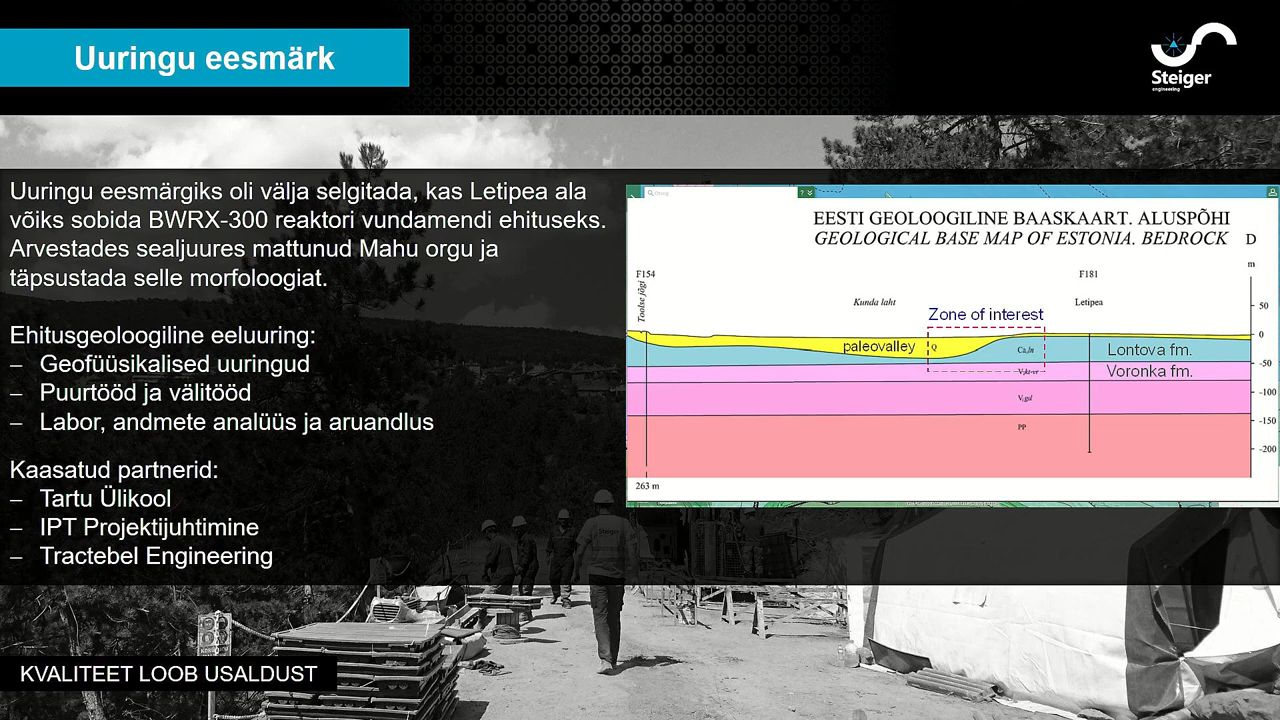 Uuringu eesmärk
Steiger
engineering
Uuringu eesmärgiks oli välja selgitada, kas Letipea ala
võiks sobida BWRX-300 reaktori vundamendi ehituseks.
Arvestades sealjuures mattunud Mahu orgu ja
täpsustada selle morfoloogiat.
Ehitusgeoloogiline eeluuring:
– Geofüüsikalised uuringud
– Puurtööd ja välitööd
– Labor, andmete analüüs ja aruandlus
Kaasatud partnerid:
– Tartu Ülikool
– IPT Projektijuhtimine
– Tractebel Engineering
EESTI GEOLOOGILINE BAASKAART. ALUSPÕHI
GEOLOGICAL BASE MAP OF ESTONIA. BEDROCK
D
m
F154
F181
Toolse jõgi
Kunda laht
Letipea
Zone of interest
50
0
-50
-100
-150
-200
paleovalley
Q
Ca₁ln
Lontova fm.
Voronka fm.
V₂gd
PP
263 m
Steiger
KVALITEET LOOB USALDUST